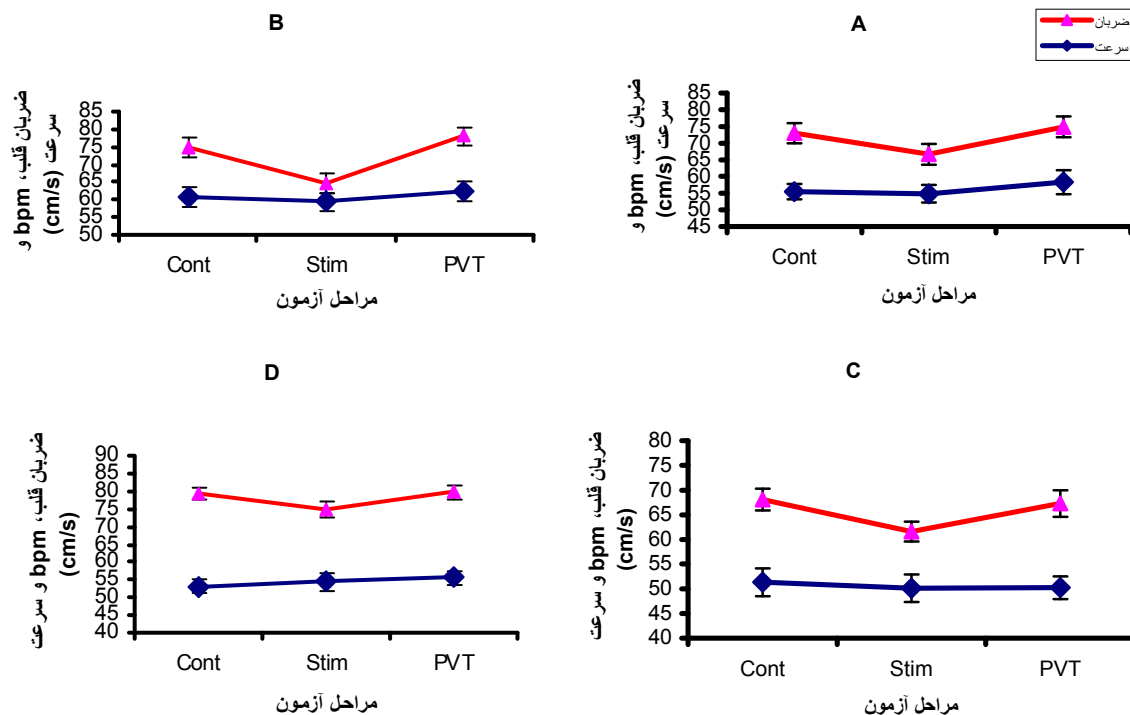 A
ضربان
سرعت
ضربان قلب، bpm و
سرعت (cm/s)
85
80
75
70
65
60
55
50
45
Cont Stim PVT
مراحل آزمون
B
ضربان قلب، bpm و
سرعت (cm/s)
85
80
75
70
65
60
55
50
Cont Stim PVT
مراحل آزمون
C
ضربان قلب، bpm و سرعت
(cm/s)
80
75
70
65
60
55
50
45
40
Cont Stim PVT
مراحل آزمون
D
ضربان قلب، bpm و سرعت
(cm/s)
90
85
80
75
70
65
60
55
50
45
40
Cont Stim PVT
مراحل آزمون